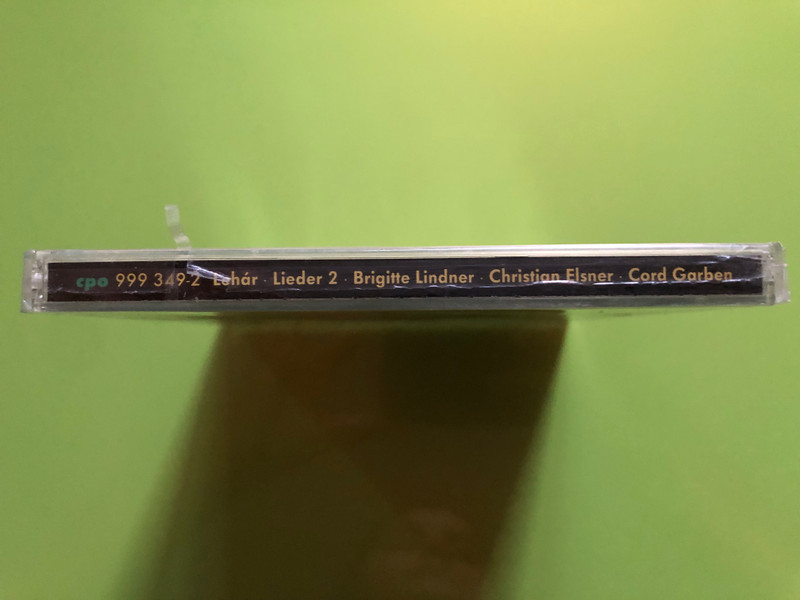 cpo 999 349-2 Lehár · Lieder 2 · Brigitte Lindner · Christian Elsner · Cord Garben